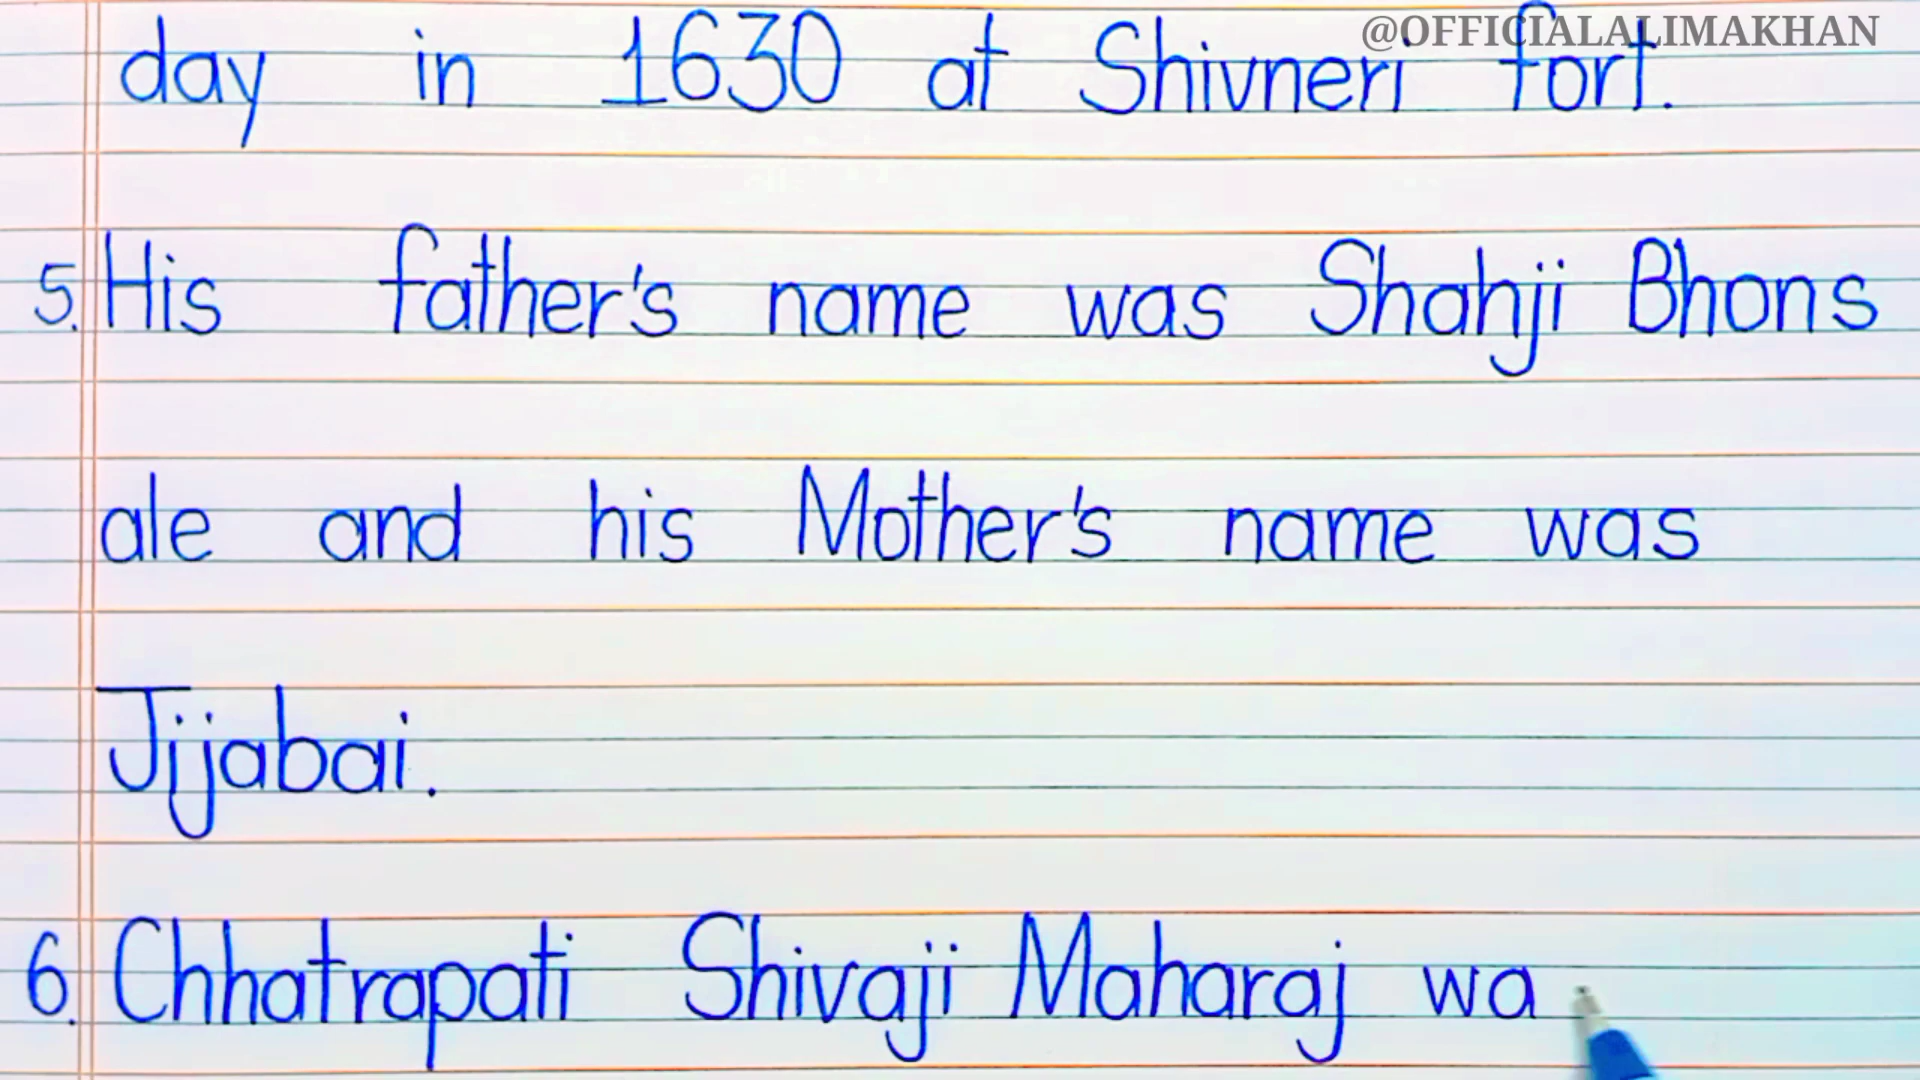 @OFFICIALALIMAKHAN
day in 1630 at Shivneri fort.
5. His father's name was Shahji Bhons
ale and his Mother's name was
Jijabai.
6. Chhatrapati Shivaji Maharaj wa